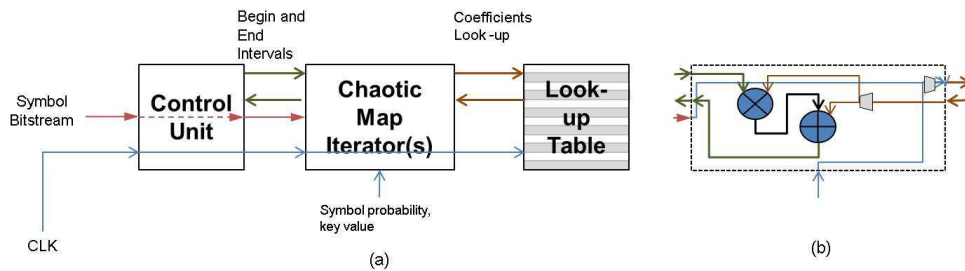 Begin and
End
Intervals
Coefficients
Look -up
Symbol
Bitstream
Control
Unit
Chaotic
Map
Iterator(s)
Look-
up
Table
Symbol probability,
key value
CLK
(a)
(b)